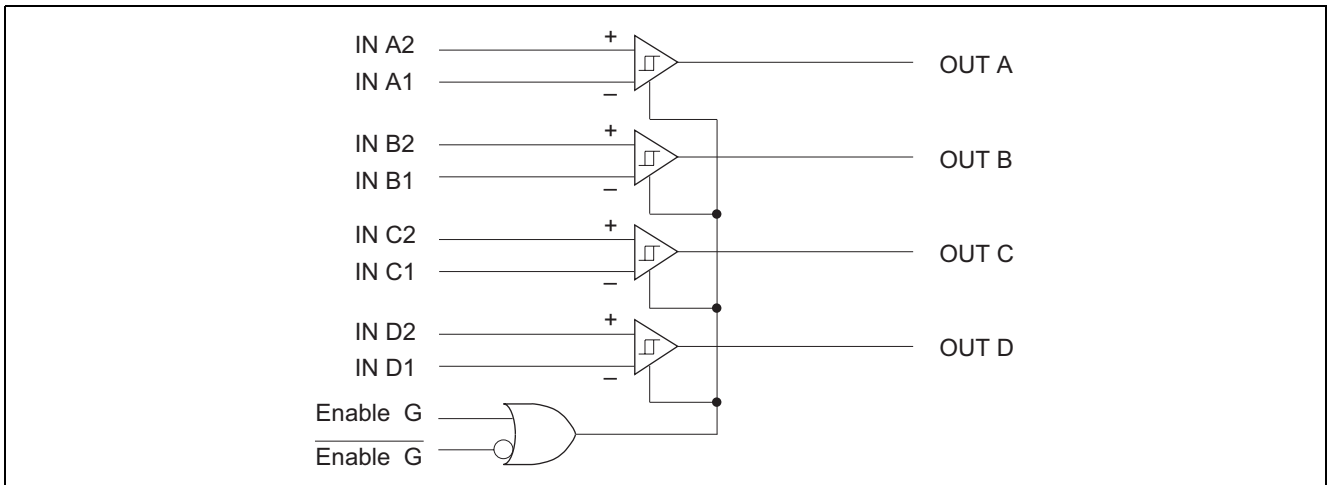 IN A2
+
IN A1
–
OUT A
IN B2
+
IN B1
–
OUT B
IN C2
+
IN C1
–
OUT C
IN D2
+
IN D1
–
OUT D
Enable G
Enable G